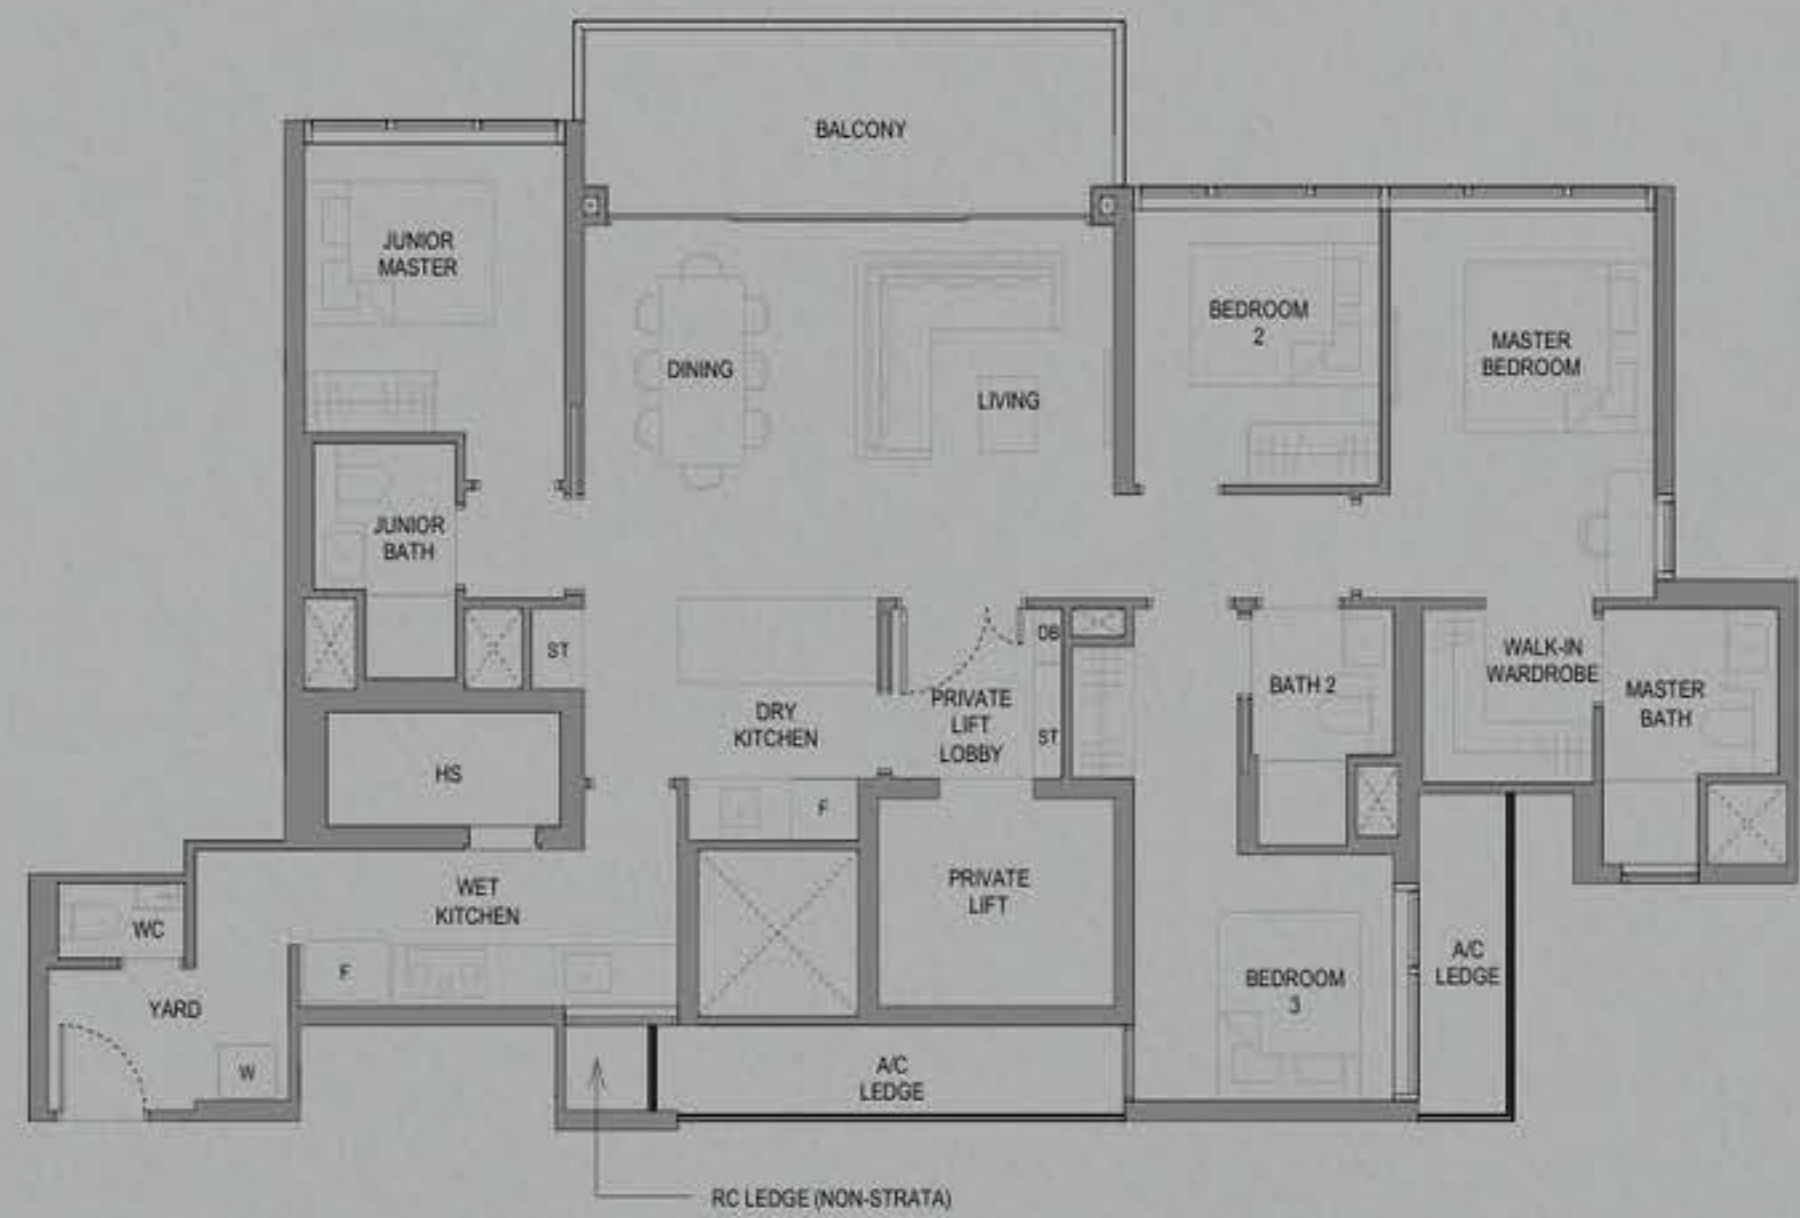 BALCONY
JUNIOR
MASTER
DINING
LIVING
BEDROOM
2
MASTER
BEDROOM
JUNIOR
BATH
ST
DB
DRY
KITCHEN
PRIVATE
LIFT
LOBBY
ST
BATH 2
WALK-IN
WARDROBE
MASTER
BATH
HS
F
WET
KITCHEN
PRIVATE
LIFT
WC
F
YARD
W
BEDROOM
3
A/C
LEDGE
A/C
LEDGE
RC LEDGE (NON-STRATA)